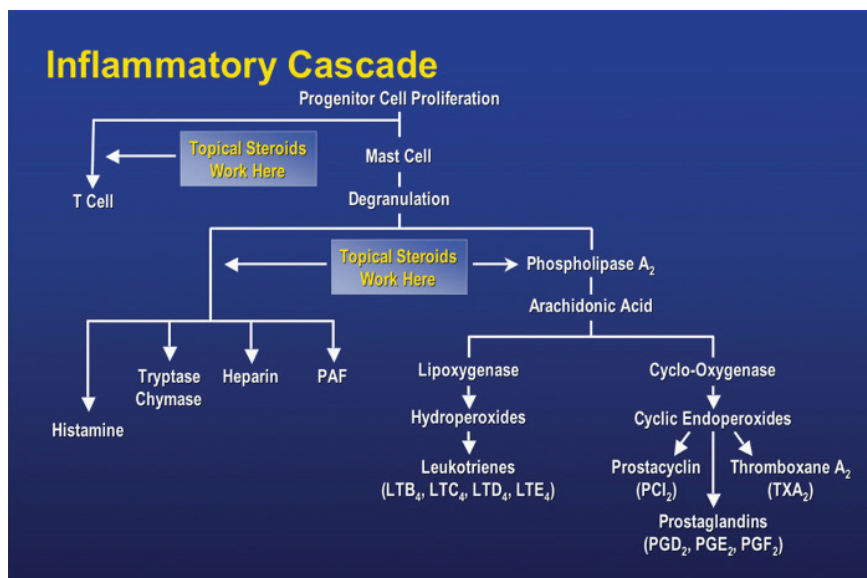 Inflammatory Cascade
Progenitor Cell Proliferation
Topical Steroids
Work Here
Mast Cell
T Cell
Degranulation
Topical Steroids
Work Here
Phospholipase A₂
Arachidonic Acid
Tryptase
Chymase
Heparin
PAF
Histamine
Lipoxygenase
Cyclo-Oxygenase
Hydroperoxides
Cyclic Endoperoxides
Leukotrienes
(LTB₄, LTC₄, LTD₄, LTE₄)
Prostacyclin
(PCI₂)
Thromboxane A₂
(TXA₂)
Prostaglandins
(PGD₂, PGE₂, PGF₂)